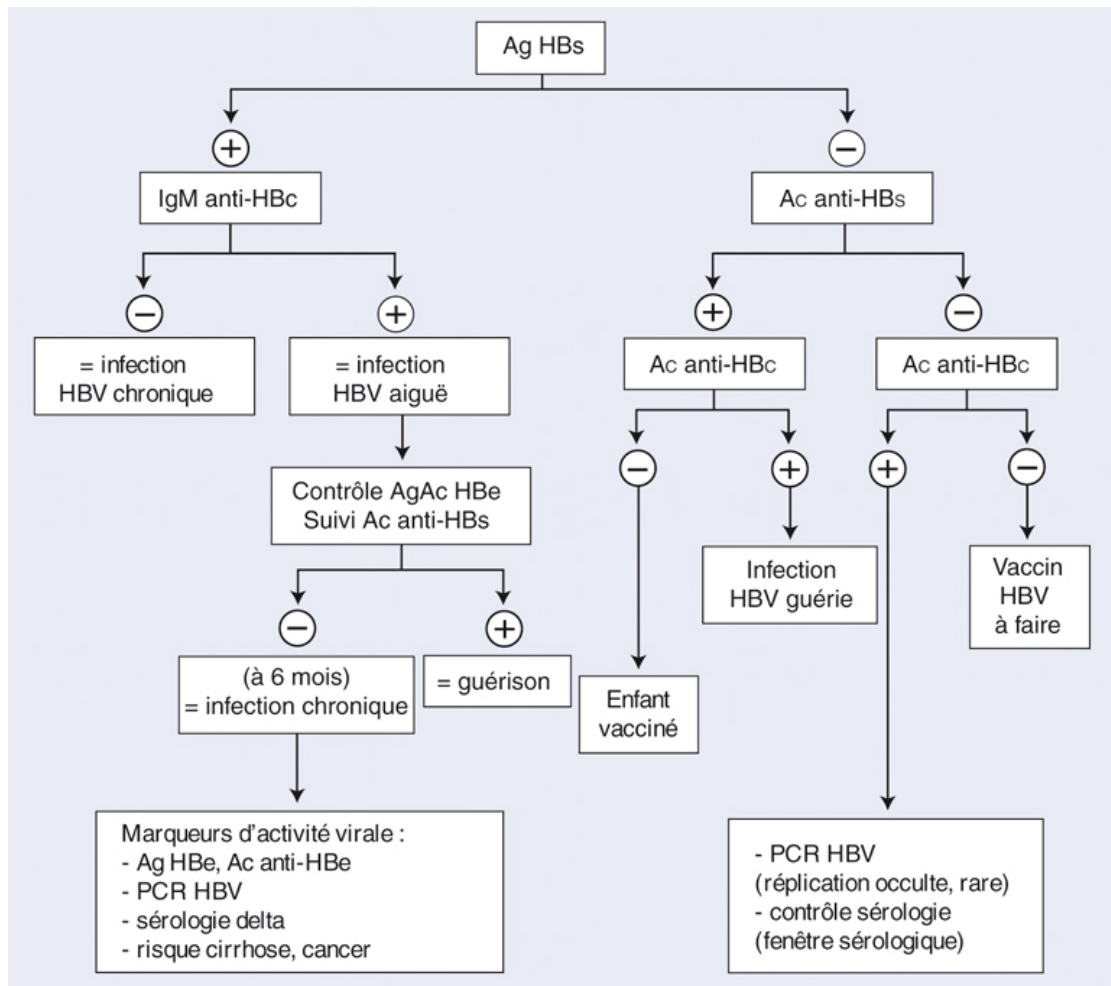 Ag HBs
+
−
IgM anti-HBc
Ac anti-HBs
−
+
+
−
= infection
HBV chronique
= infection
HBV aiguë
Ac anti-HBc
Ac anti-HBc
−
+
+
−
Contrôle AgAc HBe
Suivi Ac anti-HBs
Infection
HBV guérie
Vaccin
HBV
à faire
−
+
(à 6 mois)
= infection chronique
= guérison
Enfant
vacciné
Marqueurs d’activité virale :
- Ag HBe, Ac anti-HBe
- PCR HBV
- sérologie delta
- risque cirrhose, cancer
- PCR HBV
(réplication occulte, rare)
- contrôle sérologie
(fenêtre sérologique)